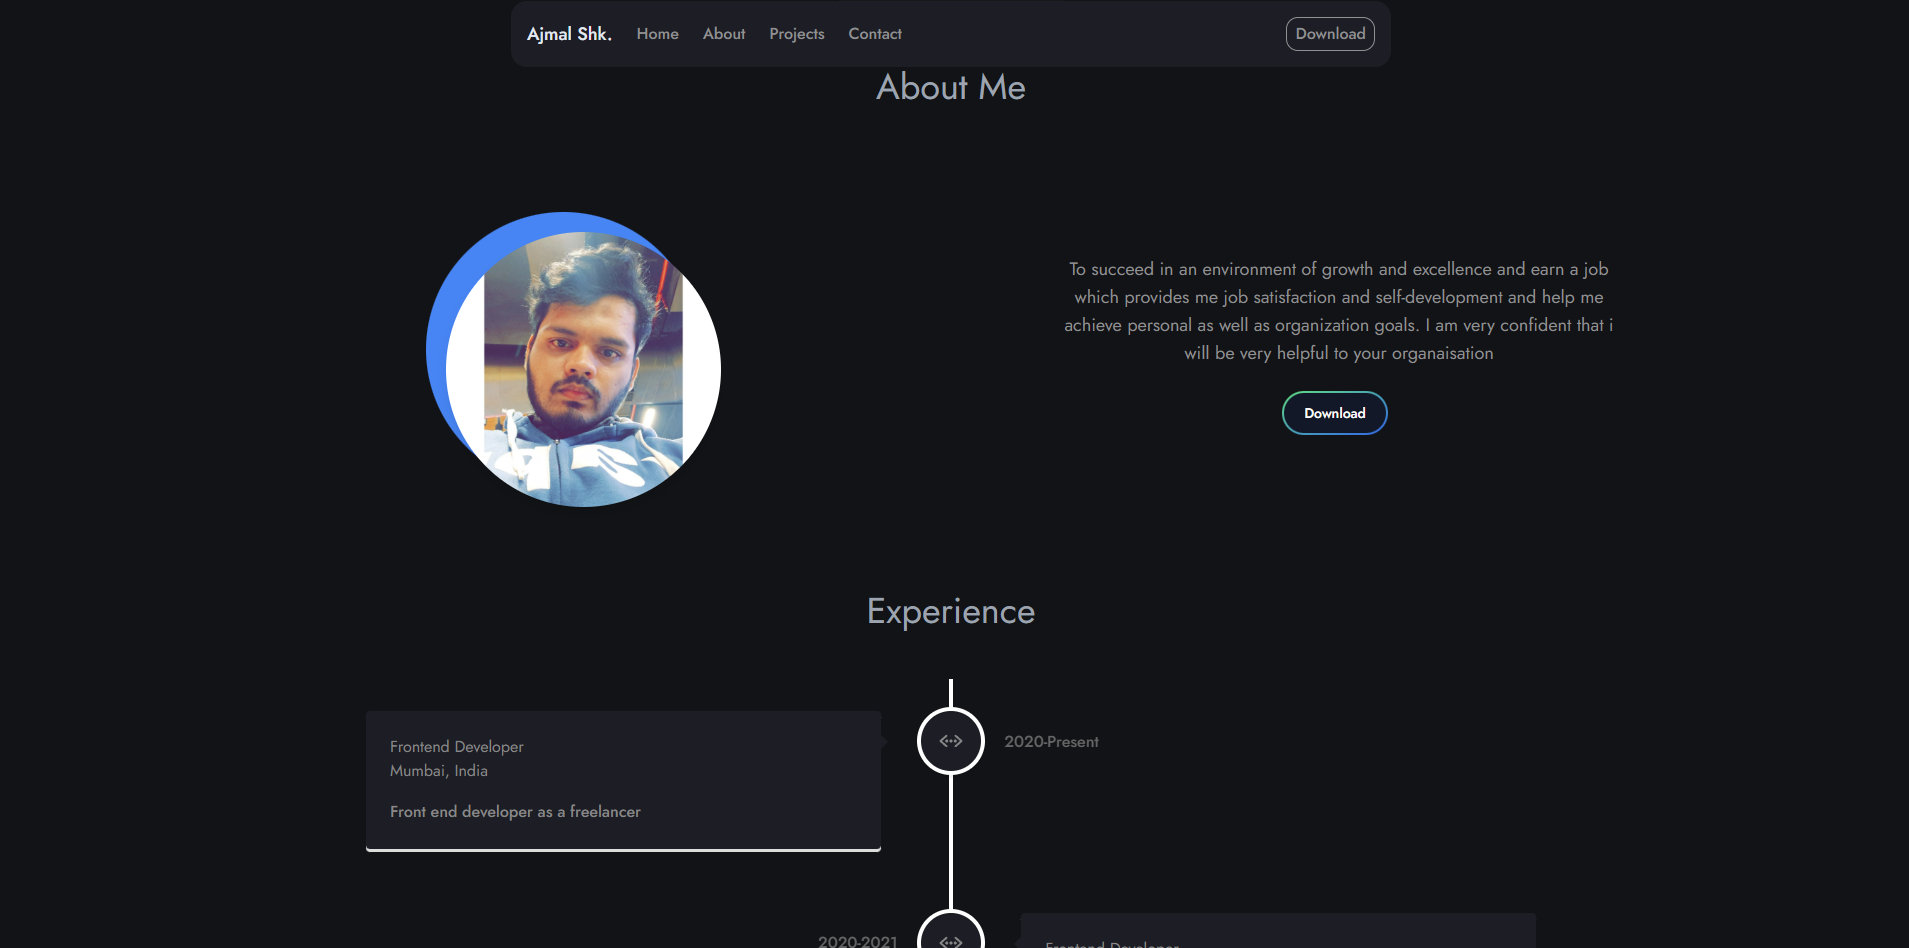 Ajmal Shk. Home About Projects Contact Download
About Me
To succeed in an environment of growth and excellence and earn a job
which provides me job satisfaction and self-development and help me
achieve personal as well as organization goals. I am very confident that i
will be very helpful to your organaisation
Download
Experience
Frontend Developer
Mumbai, India
Front end developer as a freelancer
2020-Present
2020-2021
Frontend Developer